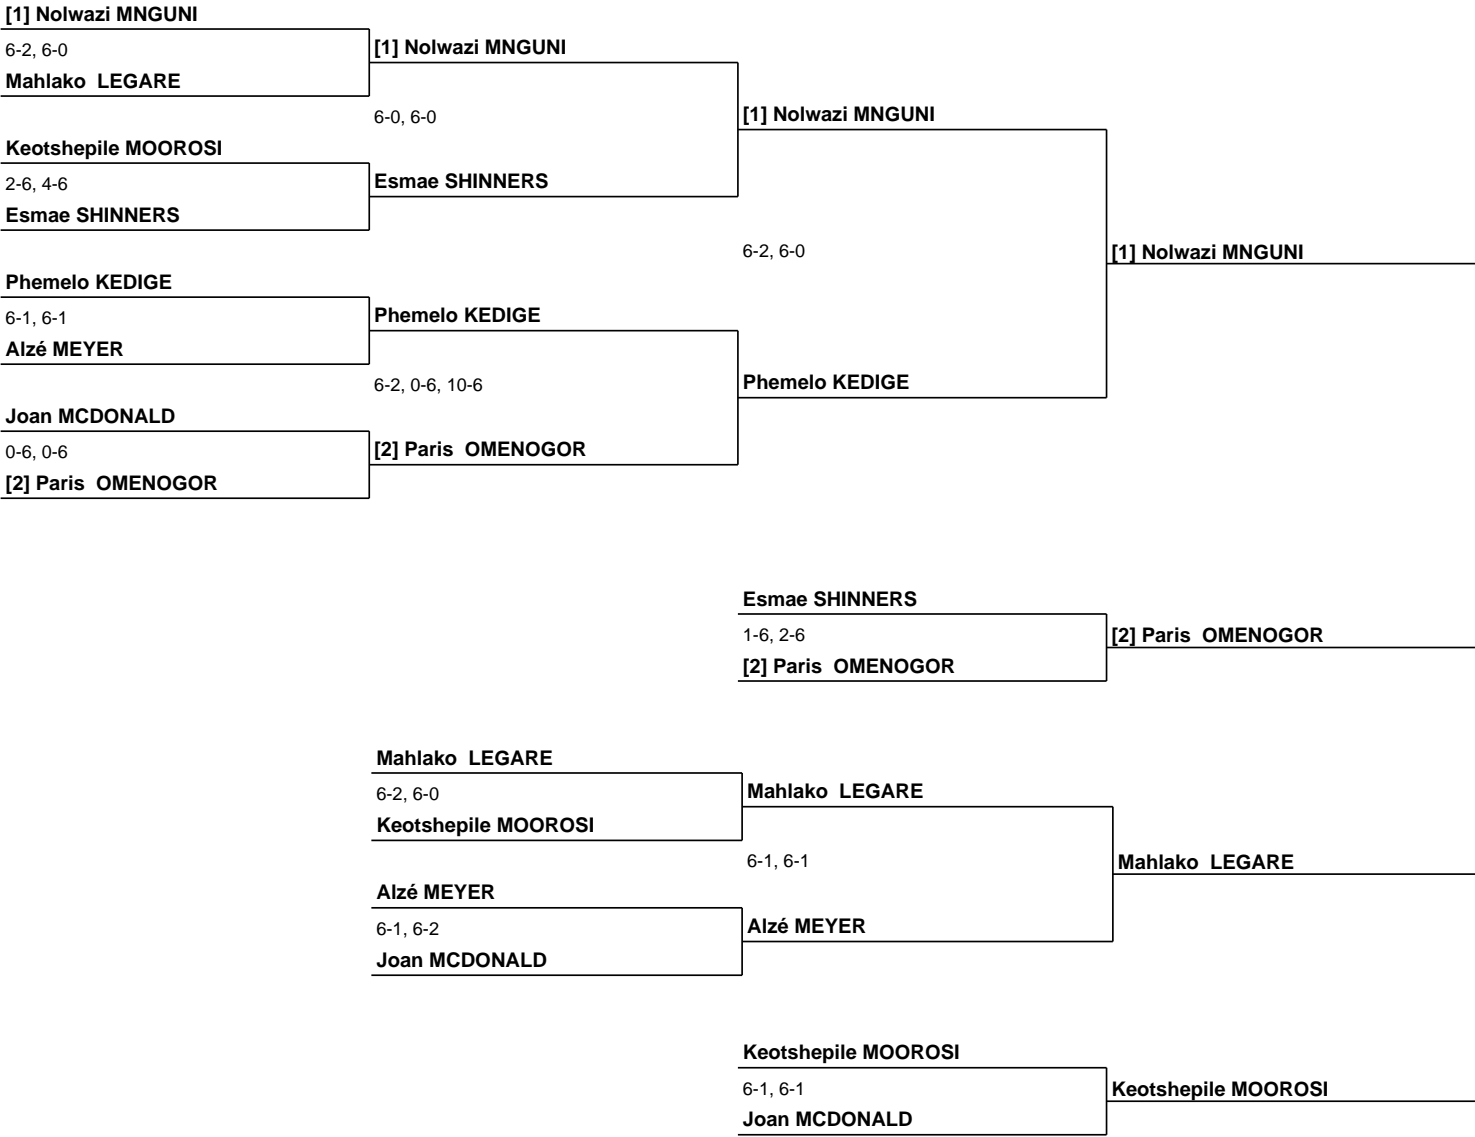 [1] Nolwazi MNGUNI
6-2, 6-0
[1] Nolwazi MNGUNI
Mahlako LEGARE
6-0, 6-0
[1] Nolwazi MNGUNI
Keotshepile MOOROSI
2-6, 4-6
Esmae SHINNERS
Esmae SHINNERS
6-2, 6-0
[1] Nolwazi MNGUNI
Phemelo KEDIGE
6-1, 6-1
Phemelo KEDIGE
Alzé MEYER
6-2, 0-6, 10-6
Phemelo KEDIGE
Joan MCDONALD
0-6, 0-6
[2] Paris OMENOGOR
[2] Paris OMENOGOR
Esmae SHINNERS
1-6, 2-6
[2] Paris OMENOGOR
[2] Paris OMENOGOR
Mahlako LEGARE
6-2, 6-0
Mahlako LEGARE
Keotshepile MOOROSI
6-1, 6-1
Mahlako LEGARE
Alzé MEYER
6-1, 6-2
Alzé MEYER
Joan MCDONALD
Keotshepile MOOROSI
6-1, 6-1
Keotshepile MOOROSI
Joan MCDONALD